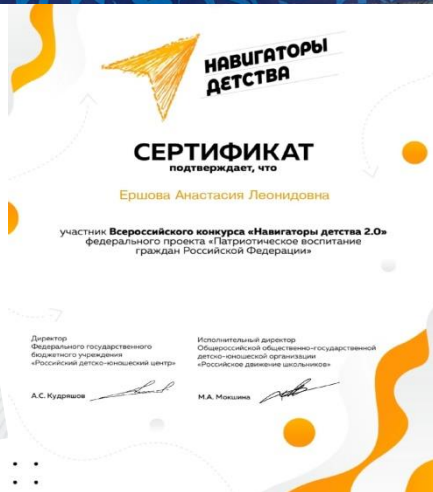 НАВИГАТОРЫ
ДЕТСТВА
СЕРТИФИКАТ
подтверждает, что
Ершова Анастасия Леонидовна
участник Всероссийского конкурса «Навигаторы детства 2.0»
федерального проекта «Патриотическое воспитание
граждан Российской Федерации»
Директор
Федерального государственного
бюджетного учреждения
«Российский детско-юношеский центр»
А.С. Кудряшов
Исполнительный директор
Общероссийской общественно-государственной
детско-юношеской организации
«Российское движение школьников»
М.А. Мокшина